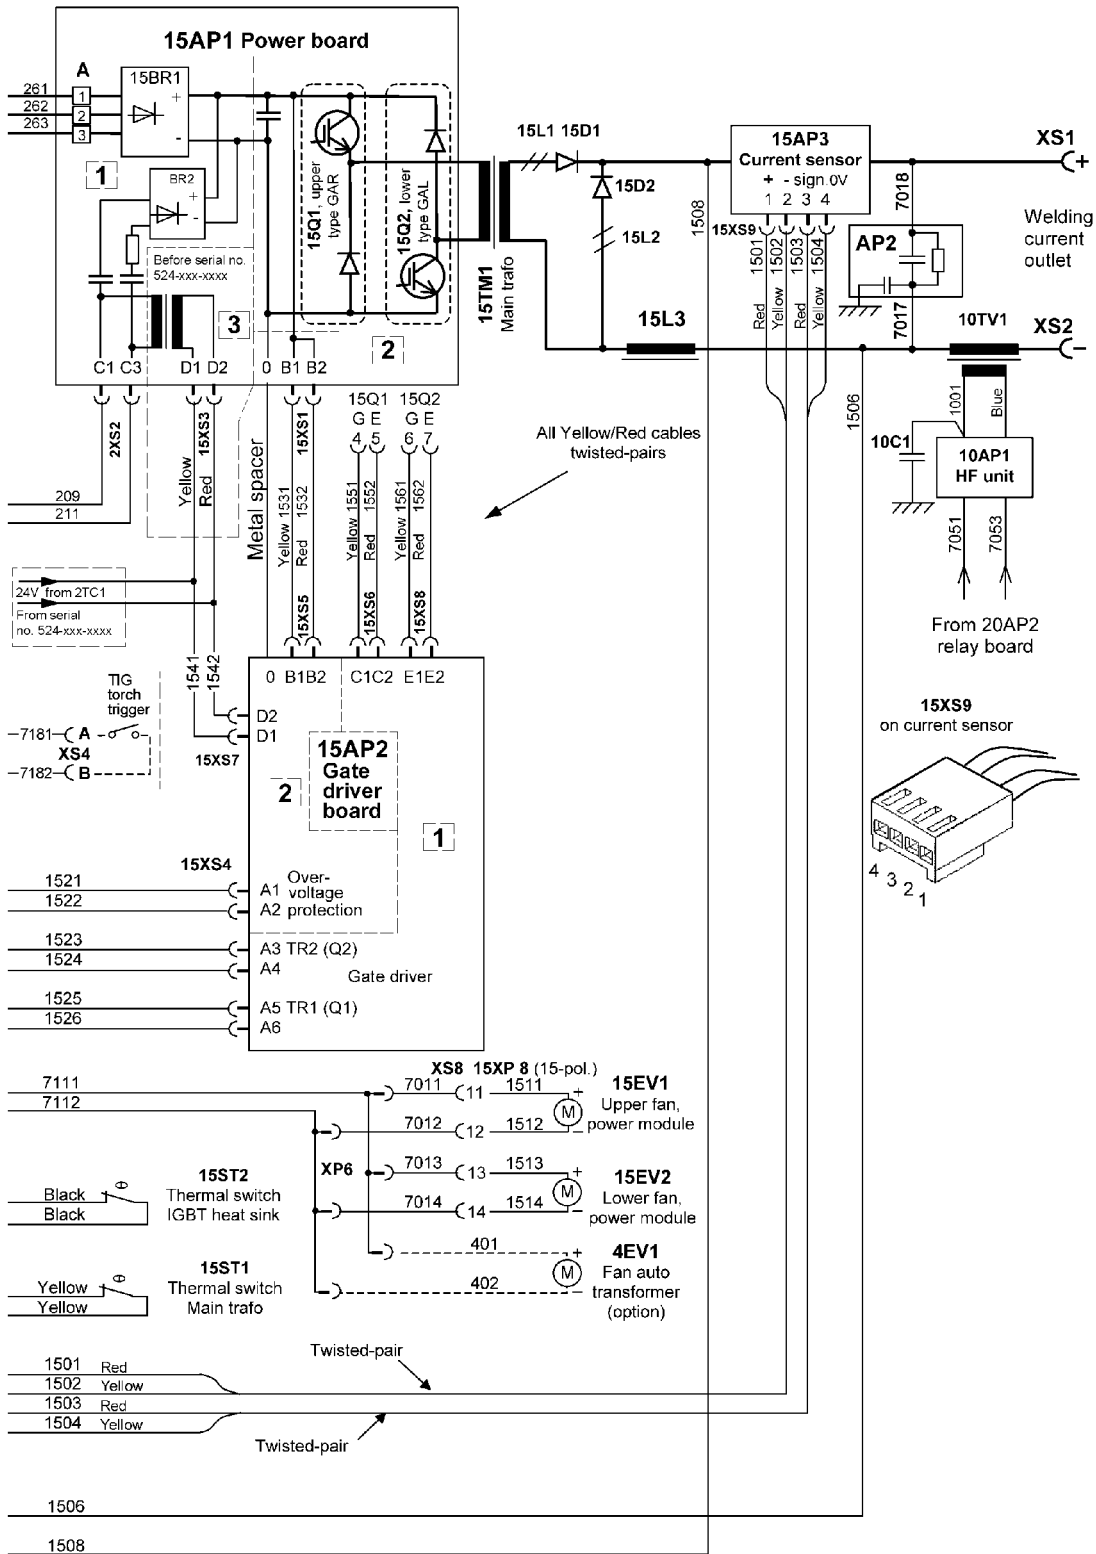 15AP1 Power board
A
15BR1
+
-
261
262
263
1
2
3
1
BR2
+
-
15Q1, upper
type GAR
15Q2, lower
type GAL
Before serial no.
524-xxx-xxxx
3
2
C1 C3 D1 D2 0 B1 B2
2XS2
15XS3
15XS1
Yellow
Red
209
211
Metal spacer
15TM1
Main trafo
15L1 15D1
15D2
15L2
15L3
1508
15AP3
Current sensor
+ - sign.0V
1 2 3 4
15XS9
1501
1502
1503
1504
Red
Yellow
Red
Yellow
7018
AP2
7017
XS1
+
Welding
current
outlet
10TV1
XS2
-
1506
1001
Blue
10C1
10AP1
HF unit
7051
7053
From 20AP2
relay board
15Q1 15Q2
G E G E
4 5 6 7
All Yellow/Red cables
twisted-pairs
Yellow 1531
Red 1532
Yellow 1551
Red 1552
Yellow 1561
Red 1562
15XS5
15XS6
15XS8
24V from 2TC1
From serial
no. 524-xxx-xxxx
1541
1542
0 B1B2 C1C2 E1E2
D2
D1
15XS7
TIG
torch
trigger
7181 A
XS4
7182 B
15AP2
Gate
driver
board
2
1
15XS9
on current sensor
4 3 2 1
15XS4
1521
1522
A1 Over-
voltage
A2 protection
1523
1524
A3 TR2 (Q2)
A4
Gate driver
1525
1526
A5 TR1 (Q1)
A6
XS8 15XP 8 (15-pol.)
7111
7112
7011 11 1511
+
M
7012 12 1512
-
15EV1
Upper fan,
power module
XP6
7013 13 1513
+
M
7014 14 1514
-
15EV2
Lower fan,
power module
401
+
M
402
-
4EV1
Fan auto
transformer
(option)
15ST2
Thermal switch
IGBT heat sink
Black
Black
15ST1
Thermal switch
Main trafo
Yellow
Yellow
Twisted-pair
1501 Red
1502 Yellow
1503 Red
1504 Yellow
Twisted-pair
1506
1508